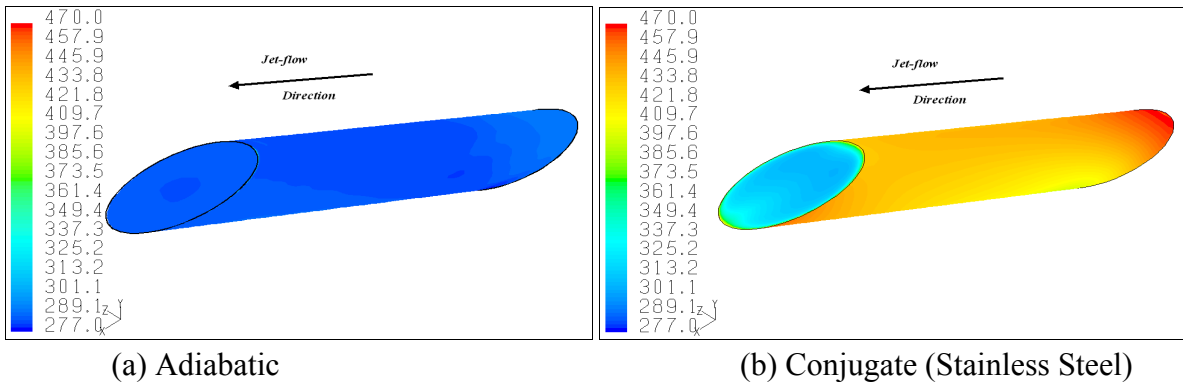 470.0
457.9
445.9
433.8
421.8
409.7
397.6
385.6
373.5
361.4
349.4
337.3
325.2
313.2
301.1
289.1
277.0
Jet-flow
Direction
Y
Z
X
(a) Adiabatic
470.0
457.9
445.9
433.8
421.8
409.7
397.6
385.6
373.5
361.4
349.4
337.3
325.2
313.2
301.1
289.1
277.0
Jet-flow
Direction
Y
Z
X
(b) Conjugate (Stainless Steel)